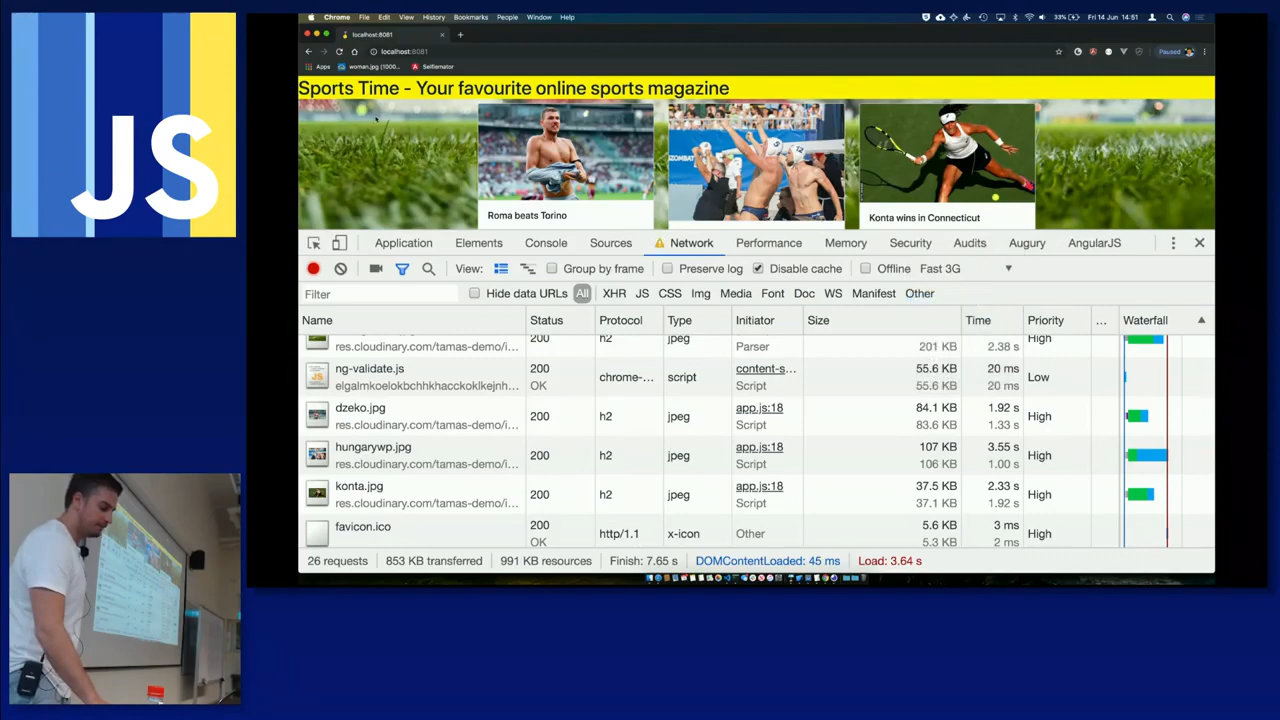 JS
Chrome File Edit View History Bookmarks People Window Help
33% Fri 14 Jun 14:51
localhost:8081
localhost:8081
Paused
Apps woman.jpg (1000... Selfiemator
Sports Time - Your favourite online sports magazine
Roma beats Torino
Konta wins in Connecticut
Application Elements Console Sources Network Performance Memory Security Audits Augury AngularJS
View: Group by frame Preserve log Disable cache Offline Fast 3G
Filter Hide data URLs All XHR JS CSS Img Media Font Doc WS Manifest Other
Name Status Protocol Type Initiator Size Time Priority ... Waterfall
200 h2 jpeg High
res.cloudinary.com/tamas-demo/i... Parser 201 KB 2.38 s
ng-validate.js 200 chrome-... script content-s... 55.6 KB 20 ms Low
elgalmkoelokbchhkhacckoklkejnh... OK Script 55.6 KB 20 ms
dzeko.jpg 200 h2 jpeg app.js:18 84.1 KB 1.92 s High
res.cloudinary.com/tamas-demo/i... Script 83.6 KB 1.33 s
hungarywp.jpg 200 h2 jpeg app.js:18 107 KB 3.55 s High
res.cloudinary.com/tamas-demo/i... Script 106 KB 1.00 s
konta.jpg 200 h2 jpeg app.js:18 37.5 KB 2.33 s High
res.cloudinary.com/tamas-demo/i... Script 37.1 KB 1.92 s
favicon.ico 200 http/1.1 x-icon Other 5.6 KB 3 ms High
OK 5.3 KB 2 ms
26 requests 853 KB transferred 991 KB resources Finish: 7.65 s DOMContentLoaded: 45 ms Load: 3.64 s